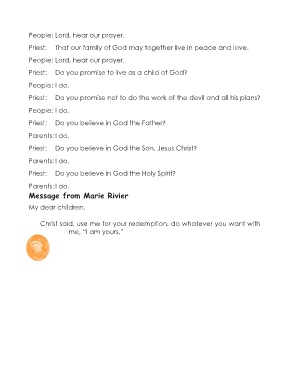 People: Lord, hear our prayer.
Priest: That our family of God may together live in peace and love.
People: Lord, hear our prayer.
Priest: Do you promise to live as a child of God?
People: I do.
Priest: Do you promise not to do the work of the devil and all his plans?
People: I do.
Priest: Do you believe in God the Father?
Parents: I do.
Priest: Do you believe in God the Son, Jesus Christ?
Parents: I do.
Priest: Do you believe in God the Holy Spirit?
Parents: I do.
Message from Marie Rivier
My dear children,
Christ said, use me for your redemption, do whatever you want with
me, "I am yours."